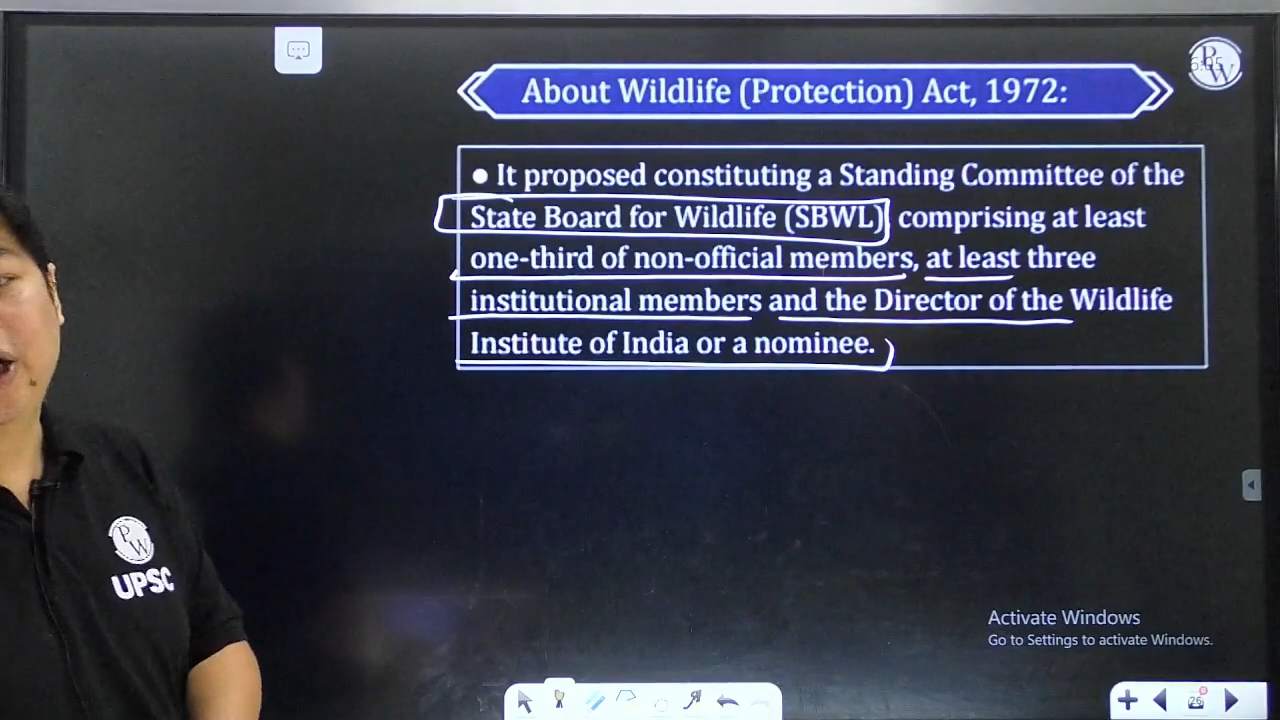 About Wildlife (Protection) Act, 1972:
● It proposed constituting a Standing Committee of the
State Board for Wildlife (SBWL) comprising at least
one-third of non-official members, at least three
institutional members and the Director of the Wildlife
Institute of India or a nominee.
PW
UPSC
Activate Windows
Go to Settings to activate Windows.
26